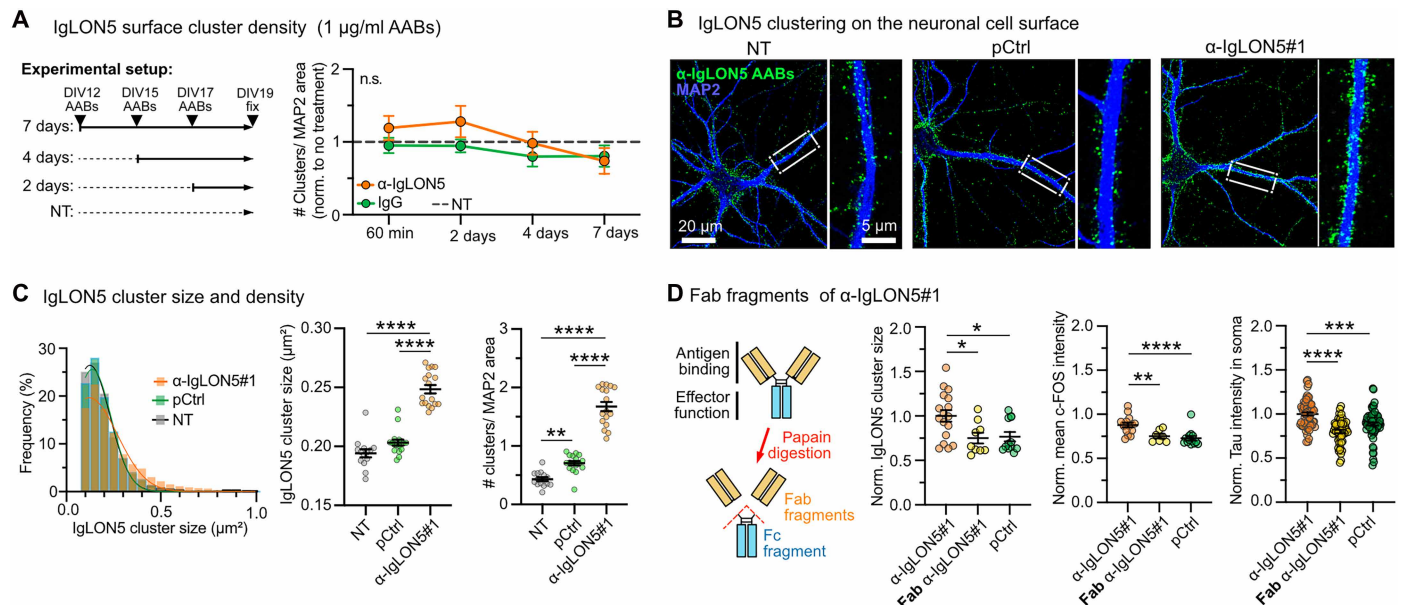 A IgLON5 surface cluster density (1 µg/ml AABs)
Experimental setup:
DIV12 DIV15 DIV17 DIV19
AABs AABs AABs fix
7 days:
4 days:
2 days:
NT:
# Clusters/ MAP2 area
(norm. to no treatment)
2
1
0
n.s.
α-IgLON5
IgG
NT
60 min 2 days 4 days 7 days
B IgLON5 clustering on the neuronal cell surface
NT pCtrl α-IgLON5#1
α-IgLON5 AABs
MAP2
20 µm
5 µm
C IgLON5 cluster size and density
Frequency (%)
30
20
10
0
0.0 0.5 1.0
IgLON5 cluster size (µm²)
α-IgLON5#1
pCtrl
NT
IgLON5 cluster size (µm²)
0.30
0.25
0.20
0.15
****
****
NT
pCtrl
α-IgLON5#1
# clusters/ MAP2 area
3
2
1
0
****
****
**
NT
pCtrl
α-IgLON5#1
D Fab fragments of α-IgLON5#1
Antigen
binding
Effector
function
Papain
digestion
Fab
fragments
Fc
fragment
Norm. IgLON5 cluster size
2.0
1.5
1.0
0.5
0.0
*
*
α-IgLON5#1
Fab α-IgLON5#1
pCtrl
Norm. mean c-FOS intensity
2.0
1.5
1.0
0.5
0.0
****
**
α-IgLON5#1
Fab α-IgLON5#1
pCtrl
Norm. Tau intensity in soma
2.0
1.5
1.0
0.5
0.0
***
****
α-IgLON5#1
Fab α-IgLON5#1
pCtrl